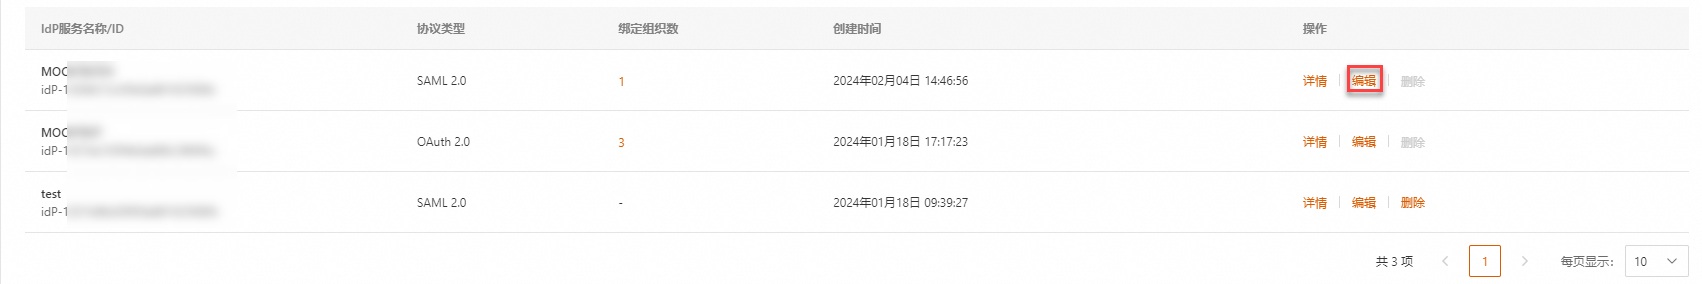 IdP服务名称/ID 协议类型 绑定组织数 创建时间 操作
MOC
idP-1
SAML 2.0 1 2024年02月04日 14:46:56 详情 编辑 删除
MOC
idP-1
OAuth 2.0 3 2024年01月18日 17:17:23 详情 编辑 删除
test
idP-1
SAML 2.0 - 2024年01月18日 09:39:27 详情 编辑 删除
共 3 项 1 每页显示: 10